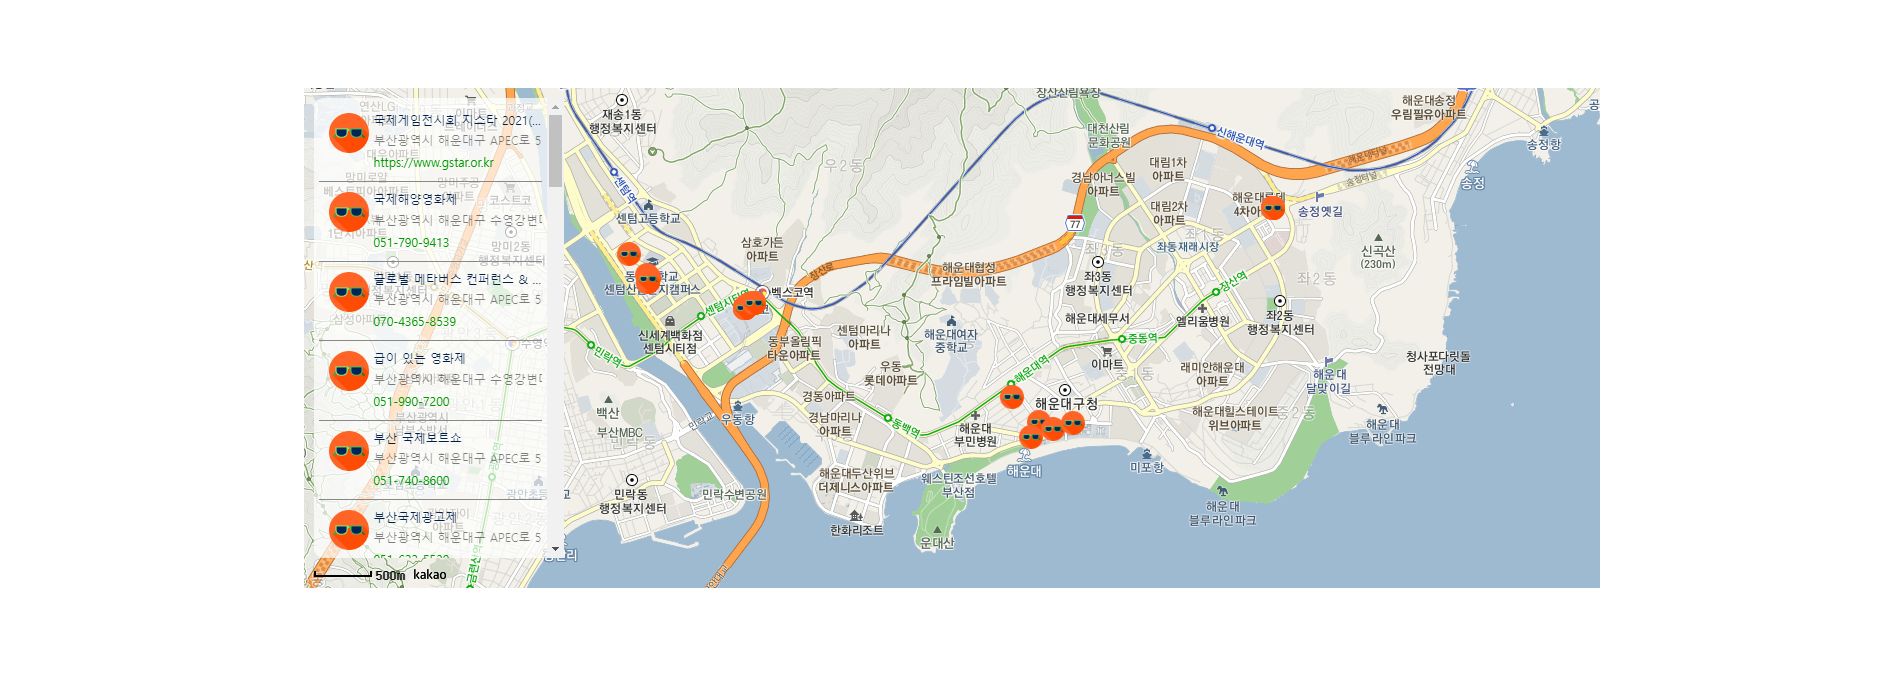 국제게임전시회 지스타 2021(...
부산광역시 해운대구 APEC로 5
https://www.gstar.or.kr
국제해양영화제
부산광역시 해운대구 수영강변대
051-790-9413
글로벌 메타버스 컨퍼런스 & ...
부산광역시 해운대구 APEC로 5
070-4365-8539
급이 있는 영화제
부산광역시 해운대구 수영강변대
051-990-7200
부산 국제보트쇼
부산광역시 해운대구 APEC로 5
051-740-8600
부산국제광고제
부산광역시 해운대구 APEC로 5
500m kakao
재송1동
행정복지센터
센텀역
센텀고등학교
삼호가든
아파트
우2동
장산로
벡스코역
센텀시티역
신세계백화점
센텀시티점
민락역
동부올림픽
타운아파트
센텀마리나
아파트
우동
롯데아파트
경동아파트
경남마리나
아파트
동백역
우동항
백산
부산MBC
민락동
민락교
민락동
행정복지센터
민락수변공원
해운대두산위브
더제니스아파트
한화리조트
웨스틴조선호텔
부산점
운대산
해운대
부민병원
해운대
해운대여자
중학교
해운대협성
프라임빌아파트
해운대역
해운대구청
해운대세무서
이마트
중동역
중동
미포항
장산산림욕장
대천산림
문화공원
경남아너스빌
아파트
77
좌3동
행정복지센터
대림1차
아파트
대림2차
아파트
좌동재래시장
좌1동
장산역
엘리움병원
래미안해운대
아파트
해운대힐스테이트
위브아파트
중2동
좌2동
좌2동
행정복지센터
신해운대역
해운대터널
송정터널
송정옛길
신곡산
(230m)
해운대송정
우림필유아파트
송정항
송정
청사포다릿돌
전망대
해운대
달맞이길
해운대
블루라인파크
해운대
블루라인파크